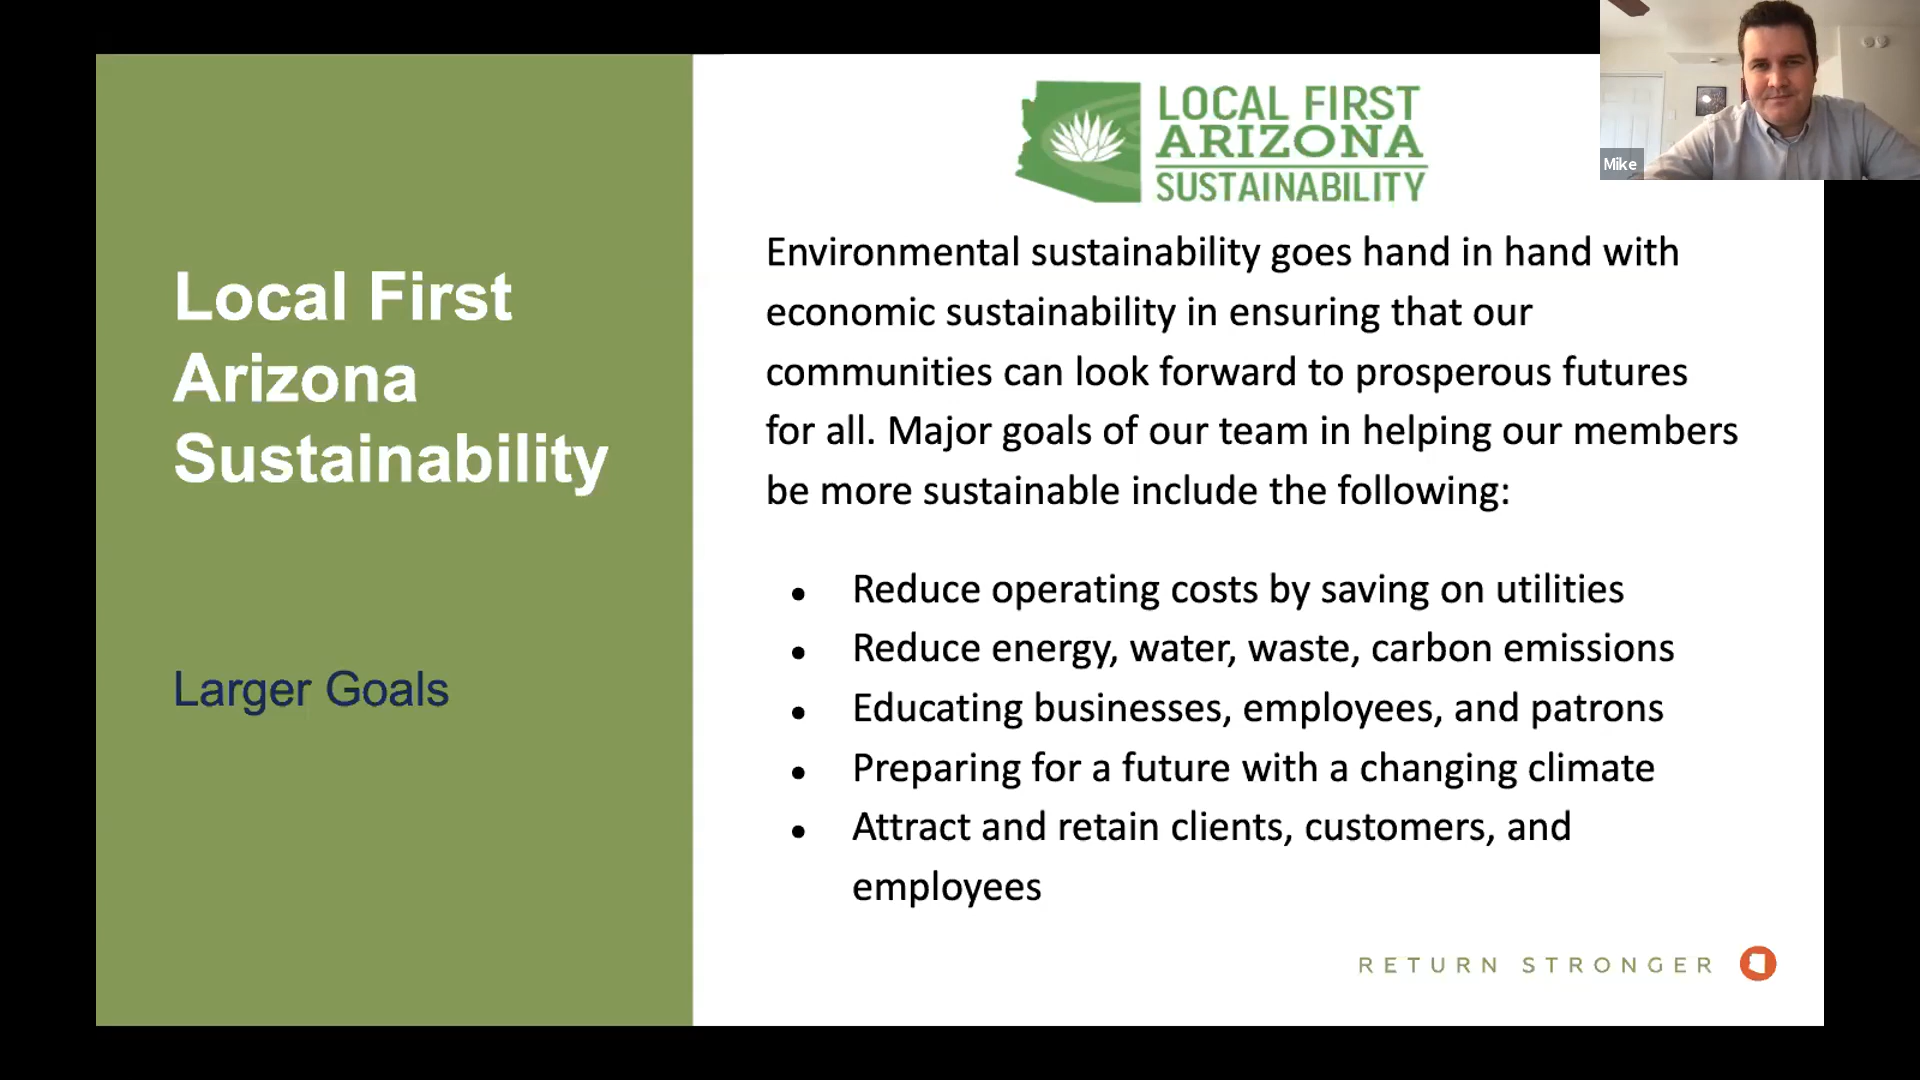 Local First
Arizona
Sustainability
Larger Goals
LOCAL FIRST
ARIZONA
SUSTAINABILITY
Environmental sustainability goes hand in hand with
economic sustainability in ensuring that our
communities can look forward to prosperous futures
for all. Major goals of our team in helping our members
be more sustainable include the following:
• Reduce operating costs by saving on utilities
• Reduce energy, water, waste, carbon emissions
• Educating businesses, employees, and patrons
• Preparing for a future with a changing climate
• Attract and retain clients, customers, and
employees
RETURN STRONGER
Mike